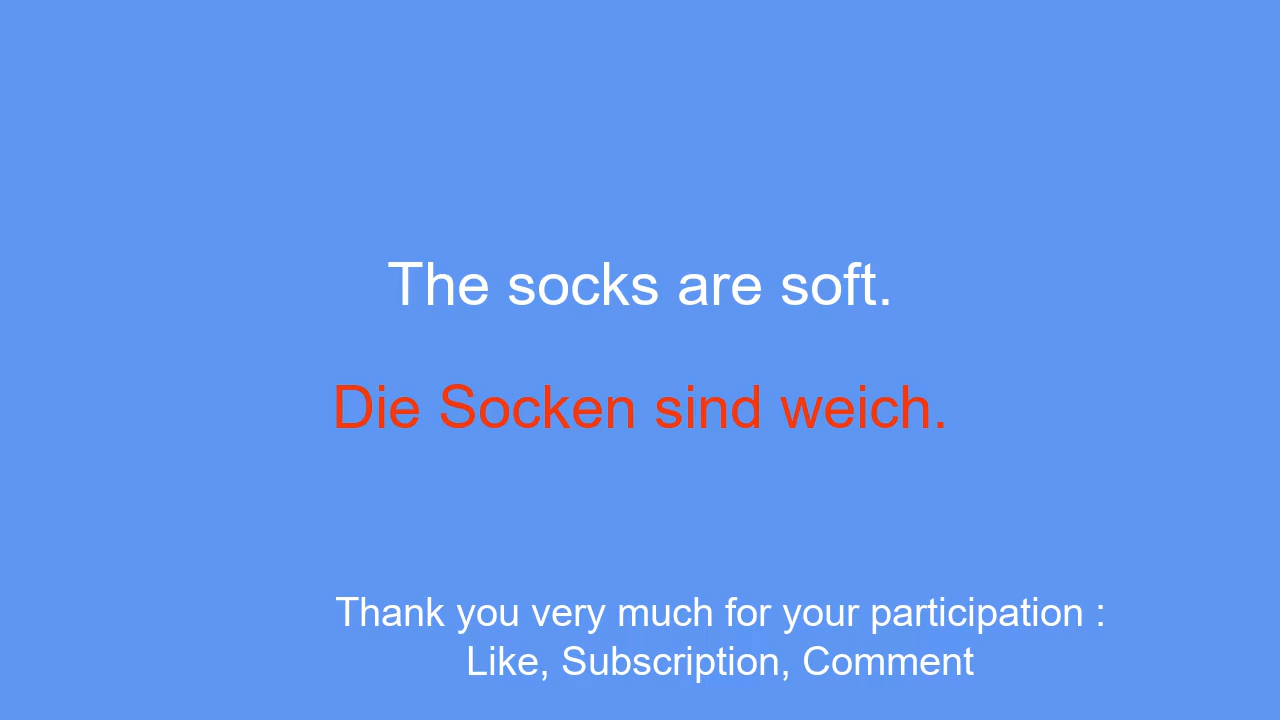 The socks are soft.
Die Socken sind weich.
Thank you very much for your participation :
Like, Subscription, Comment